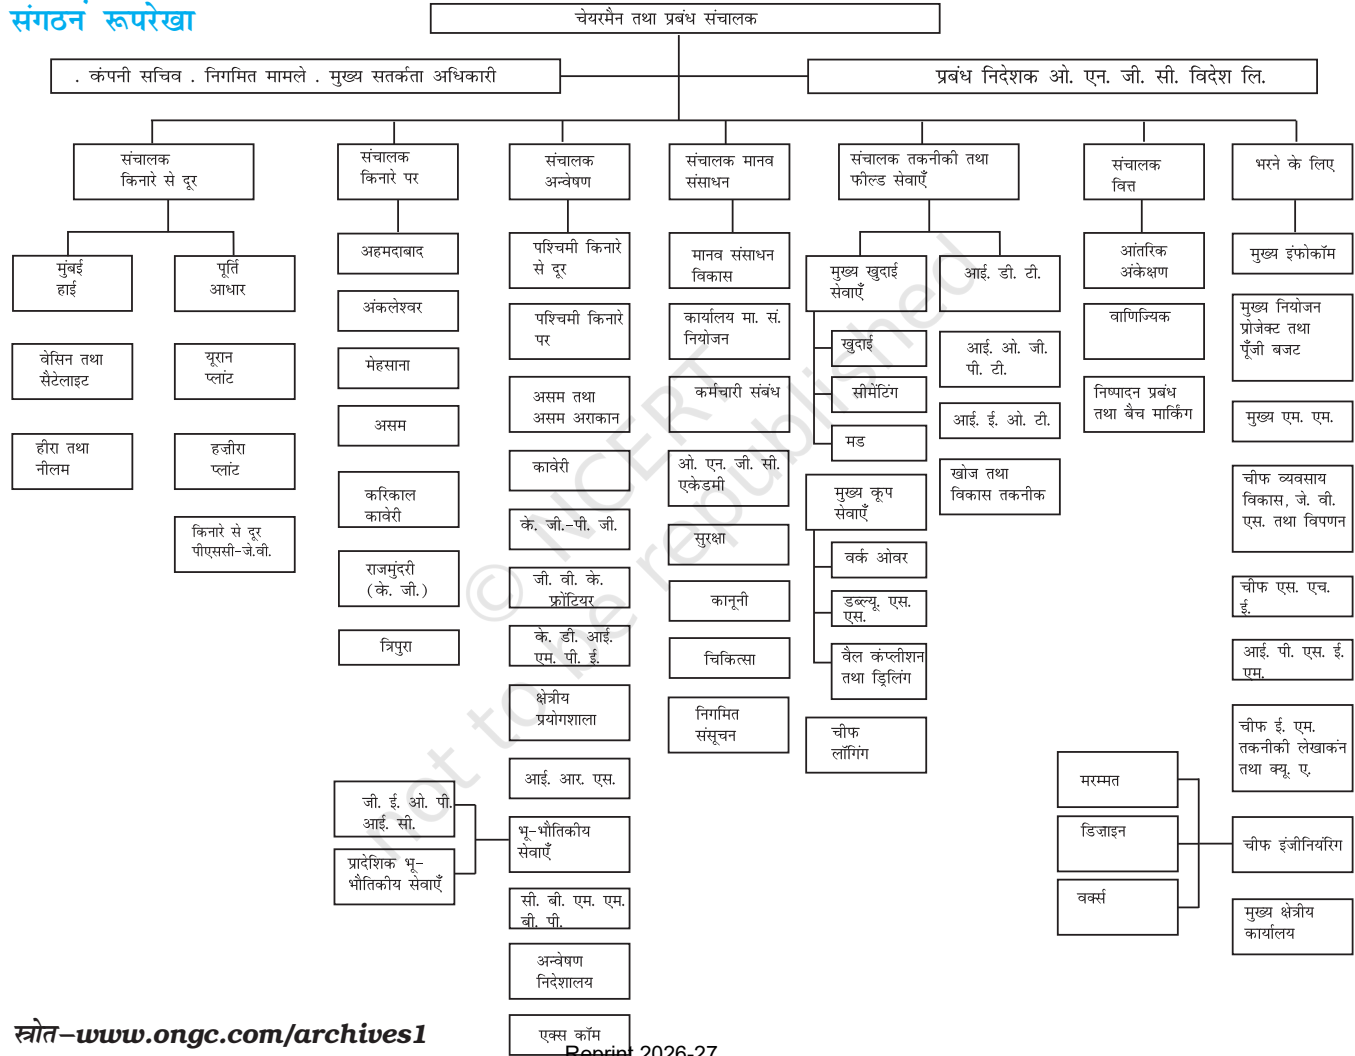 संगठन रूपरेखा
चेयरमैन तथा प्रबंध संचालक
. कंपनी सचिव . निगमित मामले . मुख्य सतर्कता अधिकारी
प्रबंध निदेशक ओ. एन. जी. सी. विदेश लि.
संचालक
किनारे से दूर
मुंबई
हाई
वेसिन तथा
सैटेलाइट
हीरा तथा
नीलम
पूर्ति
आधार
यूरान
प्लांट
हज़ीरा
प्लांट
किनारे से दूर
पीएससी-जे.वी.
संचालक
किनारे पर
अहमदाबाद
अंकलेश्वर
मेहसाना
असम
करिकाल
कावेरी
राजमुंदरी
(के. जी.)
त्रिपुरा
संचालक
अन्वेषण
पश्चिमी किनारे
से दूर
पश्चिमी किनारे
पर
असम तथा
असम अराकान
कावेरी
के. जी.-पी. जी.
जी. वी. के.
फ्रोंटियर
के. डी. आई.
एम. पी. ई.
क्षेत्रीय
प्रयोगशाला
आई. आर. एस.
भू-भौतिकीय
सेवाएँ
जी. ई. ओ. पी.
आई. सी.
प्रादेशिक भू-
भौतिकीय सेवाएँ
सी. बी. एम. एम.
बी. पी.
अन्वेषण
निदेशालय
एक्स कॉम
संचालक मानव
संसाधन
मानव संसाधन
विकास
कार्यालय मा. सं.
नियोजन
कर्मचारी संबंध
ओ. एन. जी. सी.
एकेडमी
सुरक्षा
कानूनी
चिकित्सा
निगमित
संसूचन
संचालक तकनीकी तथा
फील्ड सेवाएँ
मुख्य खुदाई
सेवाएँ
खुदाई
सीमेंटिंग
मड
मुख्य कूप
सेवाएँ
वर्क ओवर
डब्ल्यू. एस.
एस.
वैल कंप्लीशन
तथा ड्रिलिंग
चीफ
लॉगिंग
आई. डी. टी.
आई. ओ. जी.
पी. टी.
आई. ई. ओ. टी.
खोज तथा
विकास तकनीक
संचालक
वित्त
आंतरिक
अंकेक्षण
वाणिज्यिक
निष्पादन प्रबंध
तथा बैच मार्किंग
भरने के लिए
मुख्य इंफोकॉम
मुख्य नियोजन
प्रोजेक्ट तथा
पूँजी बजट
मुख्य एम. एम.
चीफ व्यवसाय
विकास, जे. वी.
एस. तथा विपणन
चीफ एस. एच.
ई.
आई. पी. एस. ई.
एम.
चीफ ई. एम.
तकनीकी लेखाकंन
तथा क्यू. ए.
चीफ इंजीनियरिंग
मरम्मत
डिज़ाइन
वर्क्स
मुख्य क्षेत्रीय
कार्यालय
© NCERT
not to be republished
स्त्रोत–www.ongc.com/archives1
Reprint 2026-27